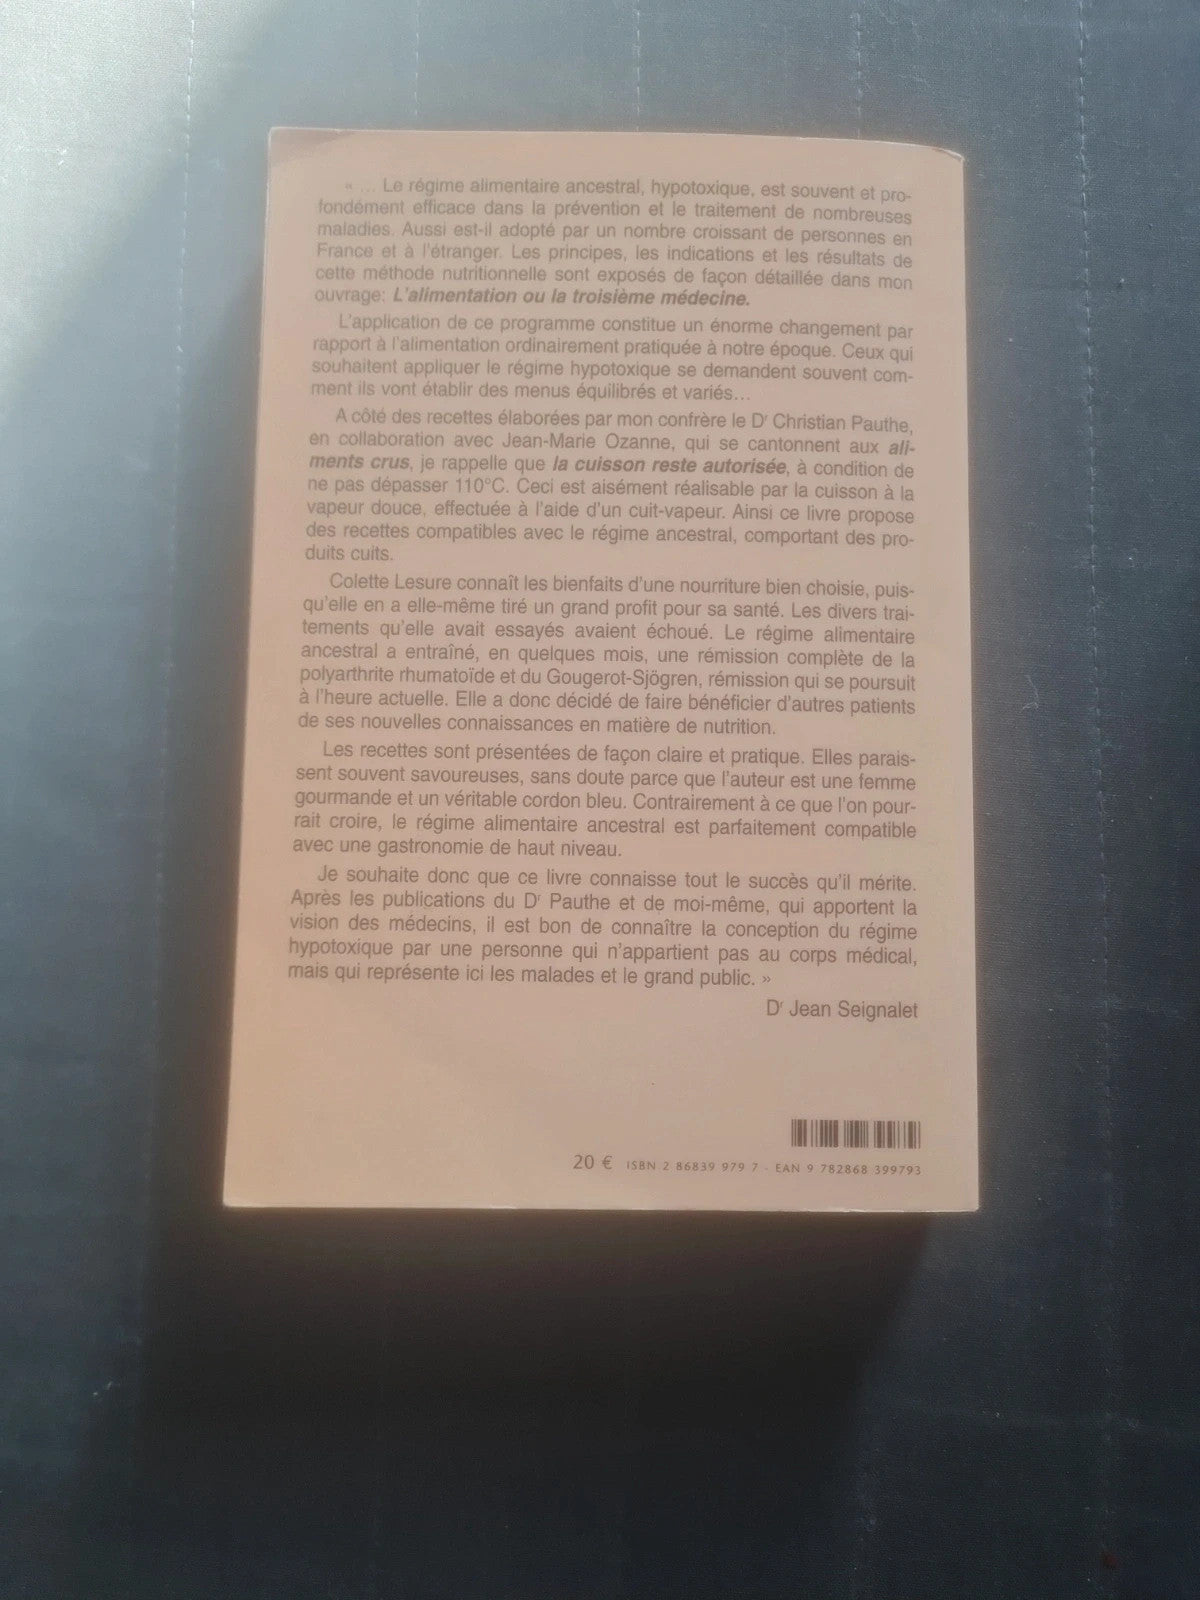 « ... Le régime alimentaire ancestral, hypotoxique, est souvent et pro-
fondément efficace dans la prévention et le traitement de nombreuses
maladies. Aussi est-il adopté par un nombre croissant de personnes en
France et à l'étranger. Les principes, les indications et les résultats de
cette méthode nutritionnelle sont exposés de façon détaillée dans mon
ouvrage: L'alimentation ou la troisième médecine.
L'application de ce programme constitue un énorme changement par
rapport à l'alimentation ordinairement pratiquée à notre époque. Ceux qui
souhaitent appliquer le régime hypotoxique se demandent souvent com-
ment ils vont établir des menus équilibrés et variés...
A côté des recettes élaborées par mon confrère le Dr Christian Pauthe,
en collaboration avec Jean-Marie Ozanne, qui se cantonnent aux ali-
ments crus, je rappelle que la cuisson reste autorisée, à condition de
ne pas dépasser 110°C. Ceci est aisément réalisable par la cuisson à la
vapeur douce, effectuée à l'aide d'un cuit-vapeur. Ainsi ce livre propose
des recettes compatibles avec le régime ancestral, comportant des pro-
duits cuits.
Colette Lesure connaît les bienfaits d'une nourriture bien choisie, puis-
qu'elle en a elle-même tiré un grand profit pour sa santé. Les divers trai-
tements qu'elle avait essayés avaient échoué. Le régime alimentaire
ancestral a entraîné, en quelques mois, une rémission complète de la
polyarthrite rhumatoïde et du Gougerot-Sjögren, rémission qui se poursuit
à l'heure actuelle. Elle a donc décidé de faire bénéficier d'autres patients
de ses nouvelles connaissances en matière de nutrition.
Les recettes sont présentées de façon claire et pratique. Elles parais-
sent souvent savoureuses, sans doute parce que l'auteur est une femme
gourmande et un véritable cordon bleu. Contrairement à ce que l'on pour-
rait croire, le régime alimentaire ancestral est parfaitement compatible
avec une gastronomie de haut niveau.
Je souhaite donc que ce livre connaisse tout le succès qu'il mérite.
Après les publications du Dr Pauthe et de moi-même, qui apportent la
vision des médecins, il est bon de connaître la conception du régime
hypotoxique par une personne qui n'appartient pas au corps médical,
mais qui représente ici les malades et le grand public. »
Dr Jean Seignalet
20 € ISBN 2 86839 979 7 - EAN 9 782868 399793